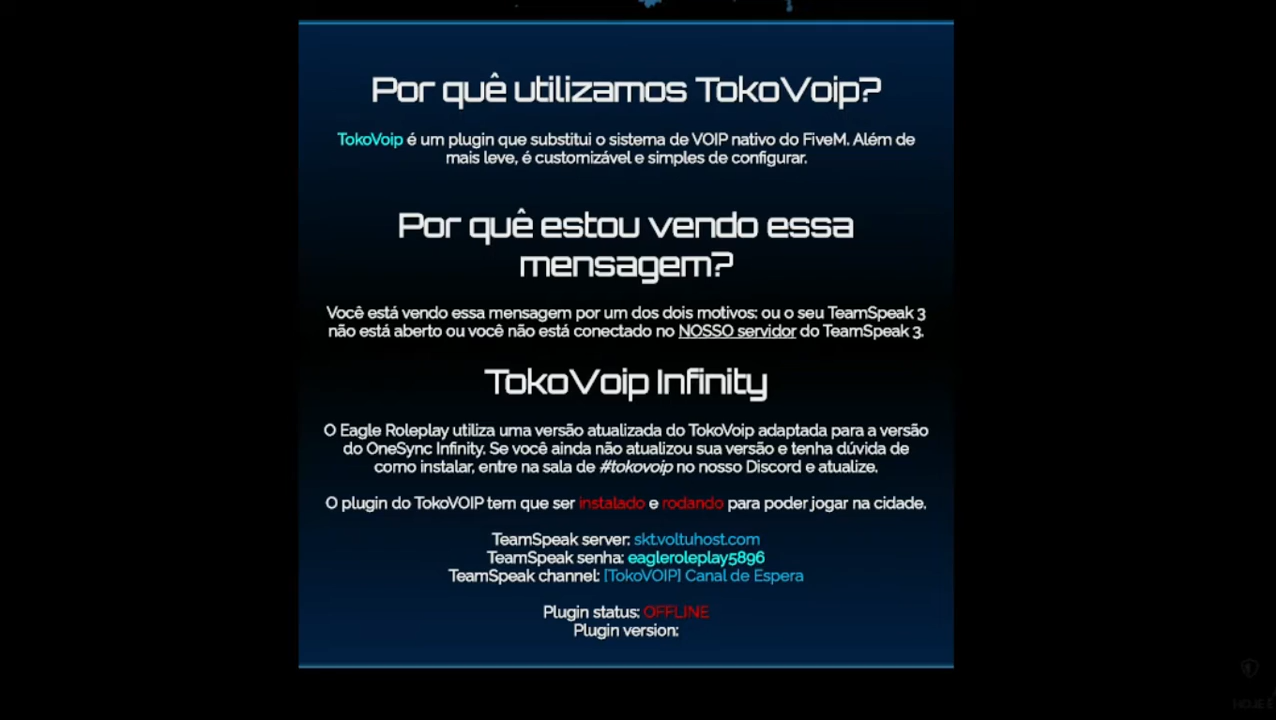 Por quê utilizamos TokoVoip?
TokoVoip é um plugin que substitui o sistema de VOIP nativo do FiveM. Além de
mais leve, é customizável e simples de configurar.
Por quê estou vendo essa
mensagem?
Você está vendo essa mensagem por um dos dois motivos: ou o seu TeamSpeak 3
não está aberto ou você não está conectado no NOSSO servidor do TeamSpeak 3.
TokoVoip Infinity
O Eagle Roleplay utiliza uma versão atualizada do TokoVoip adaptada para a versão
do OneSync Infinity. Se você ainda não atualizou sua versão e tenha dúvida de
como instalar, entre na sala de #tokovoip no nosso Discord e atualize.
O plugin do TokoVOIP tem que ser instalado e rodando para poder jogar na cidade.
TeamSpeak server: skt.voltuhost.com
TeamSpeak senha: eagleroleplay5896
TeamSpeak channel: [TokoVOIP] Canal de Espera
Plugin status: OFFLINE
Plugin version: